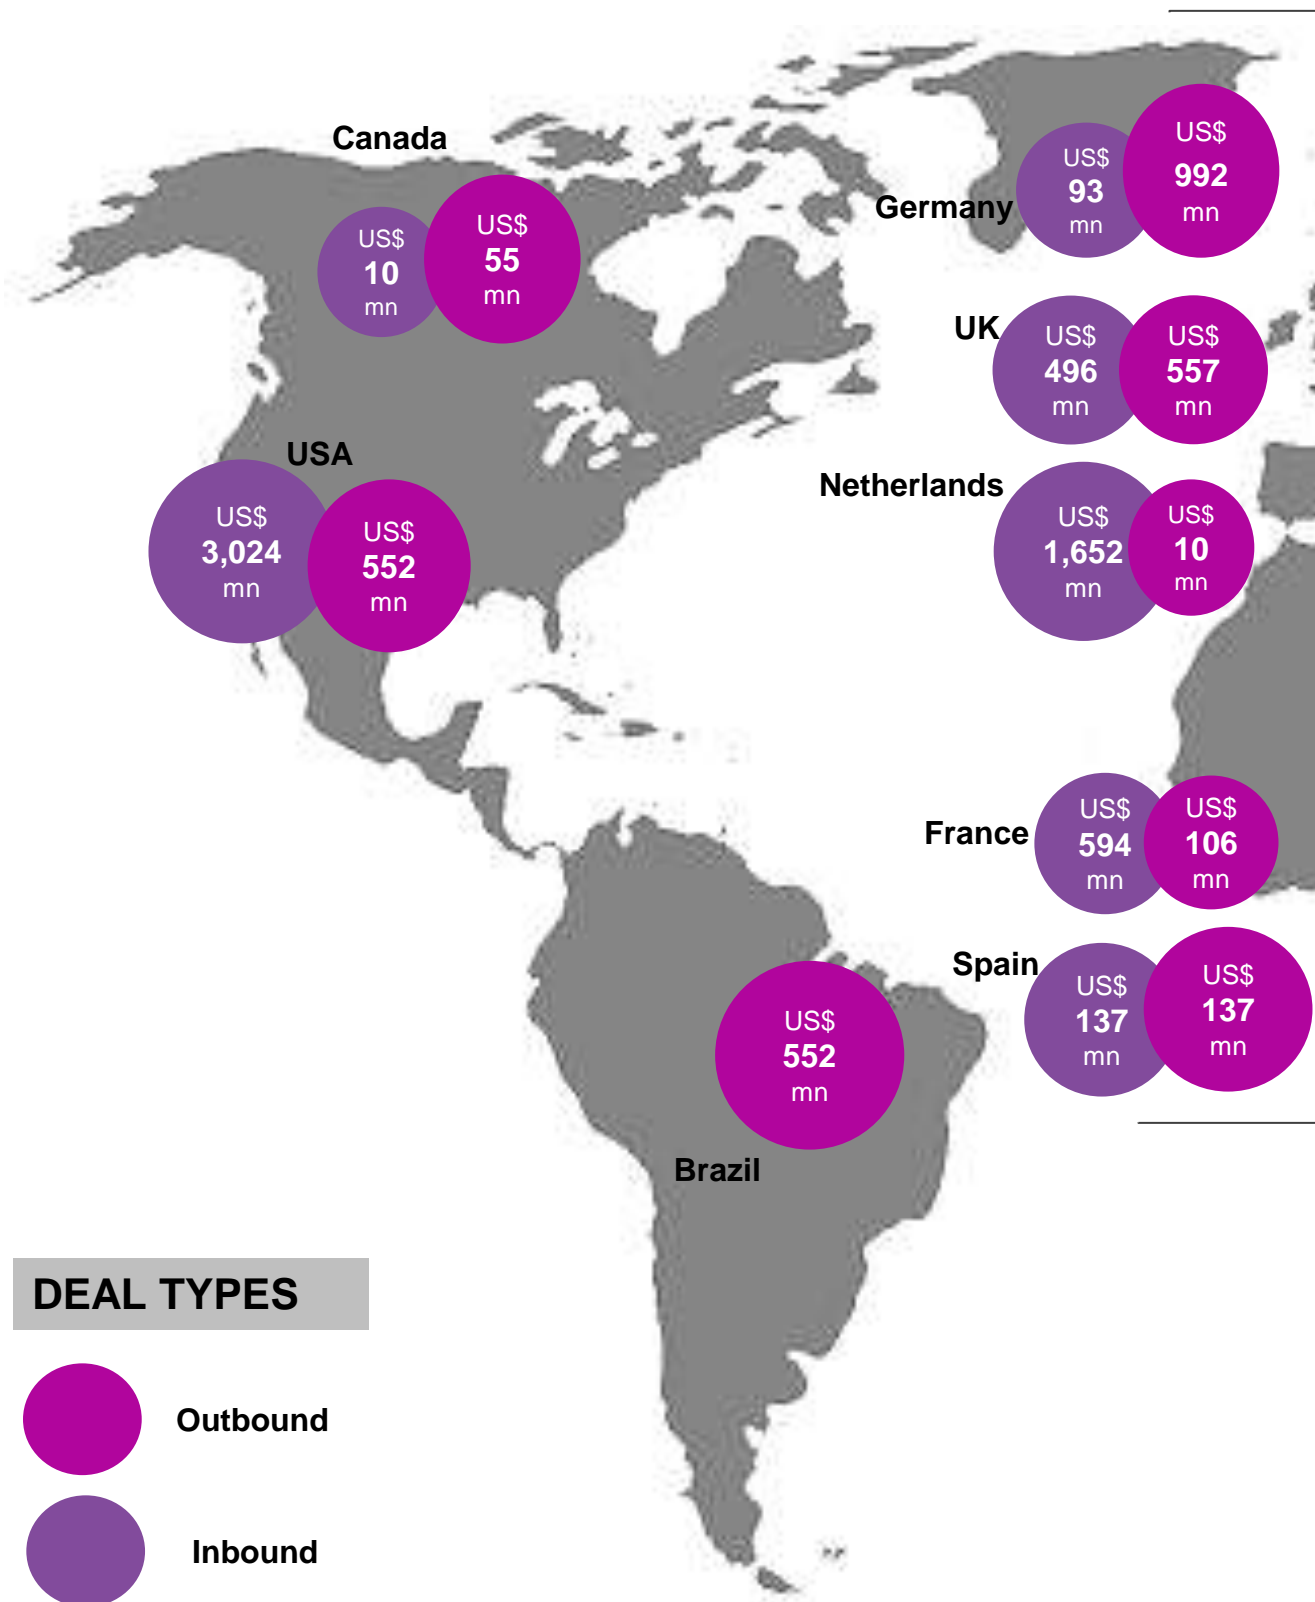 Canada
US$
10
mn
US$
55
mn
Germany
US$
93
mn
US$
992
mn
UK
US$
496
mn
US$
557
mn
USA
US$
3,024
mn
US$
552
mn
Netherlands
US$
1,652
mn
US$
10
mn
France
US$
594
mn
US$
106
mn
Spain
US$
137
mn
US$
137
mn
US$
552
mn
Brazil
DEAL TYPES
Outbound
Inbound